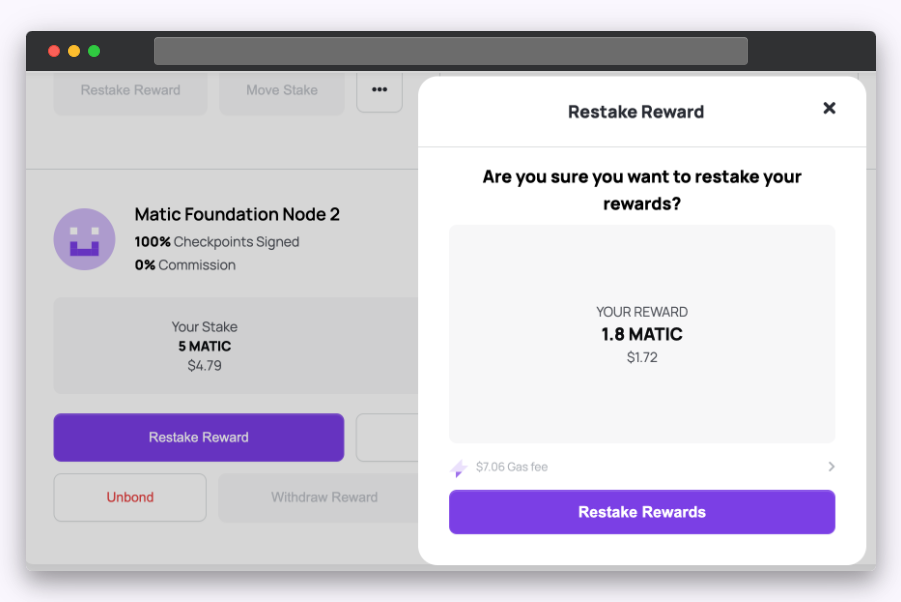 Restake Reward
Move Stake
•••
Matic Foundation Node 2
100% Checkpoints Signed
0% Commission
Your Stake
5 MATIC
$4.79
Restake Reward
Unbond
Withdraw Reward
Restake Reward
Are you sure you want to restake your
rewards?
YOUR REWARD
1.8 MATIC
$1.72
$7.06 Gas fee
Restake Rewards